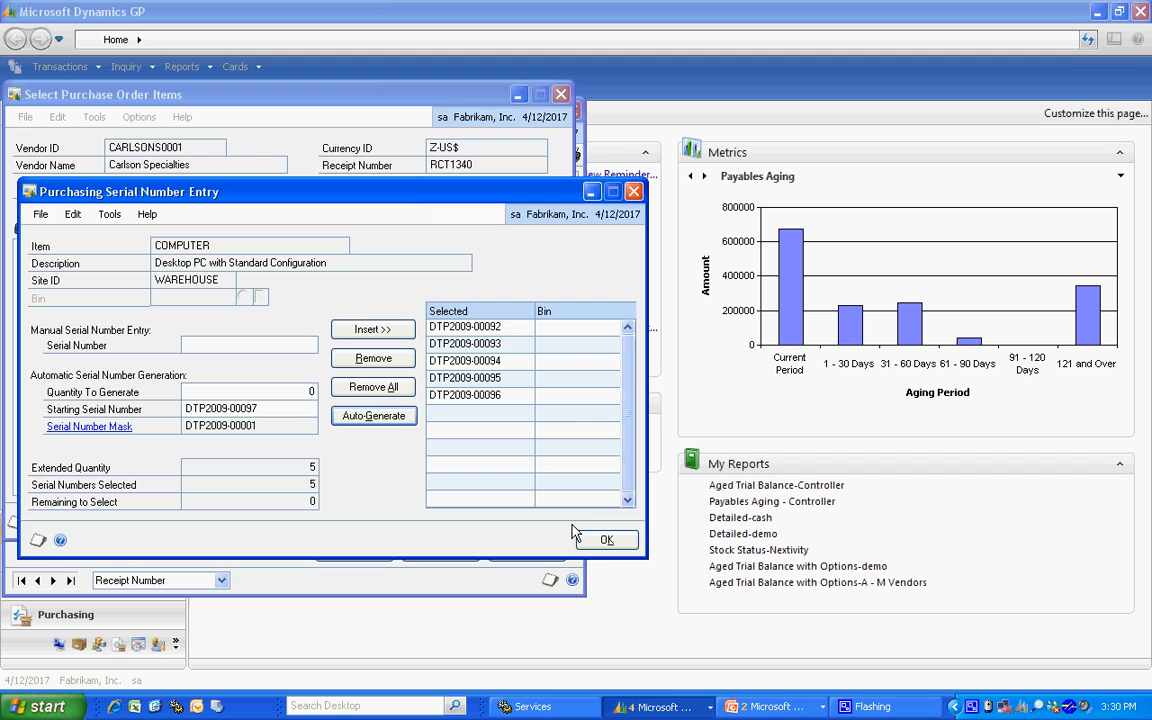 Microsoft Dynamics GP
Home
Transactions Inquiry Reports Cards
Select Purchase Order Items
File Edit Tools Options Help
sa Fabrikam, Inc. 4/12/2017
Customize this page...
Vendor ID CARLSONS0001 Currency ID Z-US$
Vendor Name Carlson Specialties Receipt Number RCT1340
Purchasing Serial Number Entry
File Edit Tools Help
sa Fabrikam, Inc. 4/12/2017
Item COMPUTER
Description Desktop PC with Standard Configuration
Site ID WAREHOUSE
Bin
Manual Serial Number Entry:
Serial Number
Automatic Serial Number Generation:
Quantity To Generate 0
Starting Serial Number DTP2009-00097
Serial Number Mask DTP2009-00001
Extended Quantity 5
Serial Numbers Selected 5
Remaining to Select 0
Insert >>
Remove
Remove All
Auto-Generate
Selected Bin
DTP2009-00092
DTP2009-00093
DTP2009-00094
DTP2009-00095
DTP2009-00096
OK
Receipt Number
ew Reminder...
Metrics
Payables Aging
800000
600000
400000
200000
0
Amount
Current Period
1 - 30 Days
31 - 60 Days
61 - 90 Days
91 - 120 Days
121 and Over
Aging Period
My Reports
Aged Trial Balance-Controller
Payables Aging - Controller
Detailed-cash
Detailed-demo
Stock Status-Nextivity
Aged Trial Balance with Options-demo
Aged Trial Balance with Options-A - M Vendors
Purchasing
4/12/2017 Fabrikam, Inc. sa
start
Search Desktop
Services
4 Microsoft ...
2 Microsoft ...
Flashing
3:30 PM